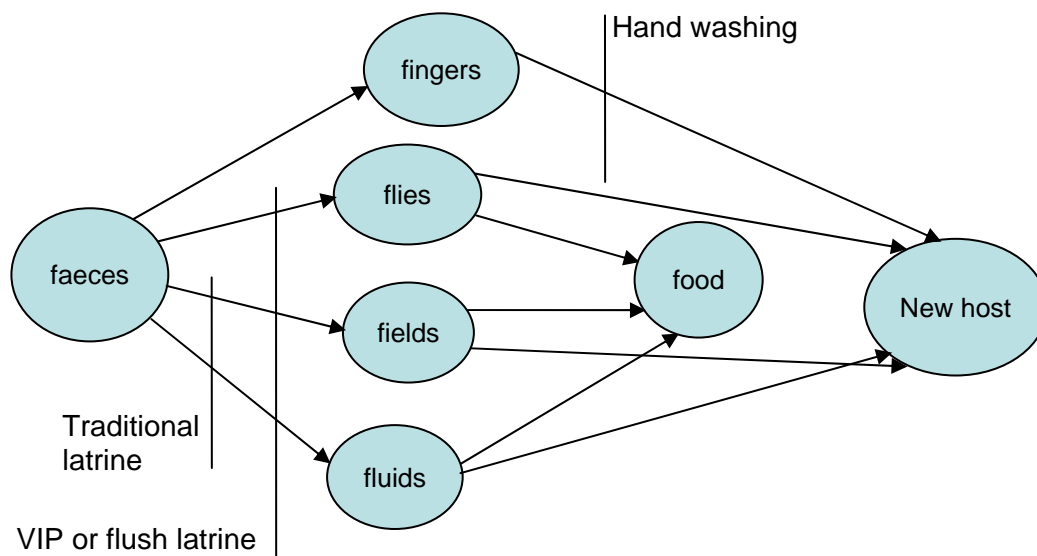 Hand washing
fingers
flies
faeces
food
New host
fields
Traditional
latrine
fluids
VIP or flush latrine